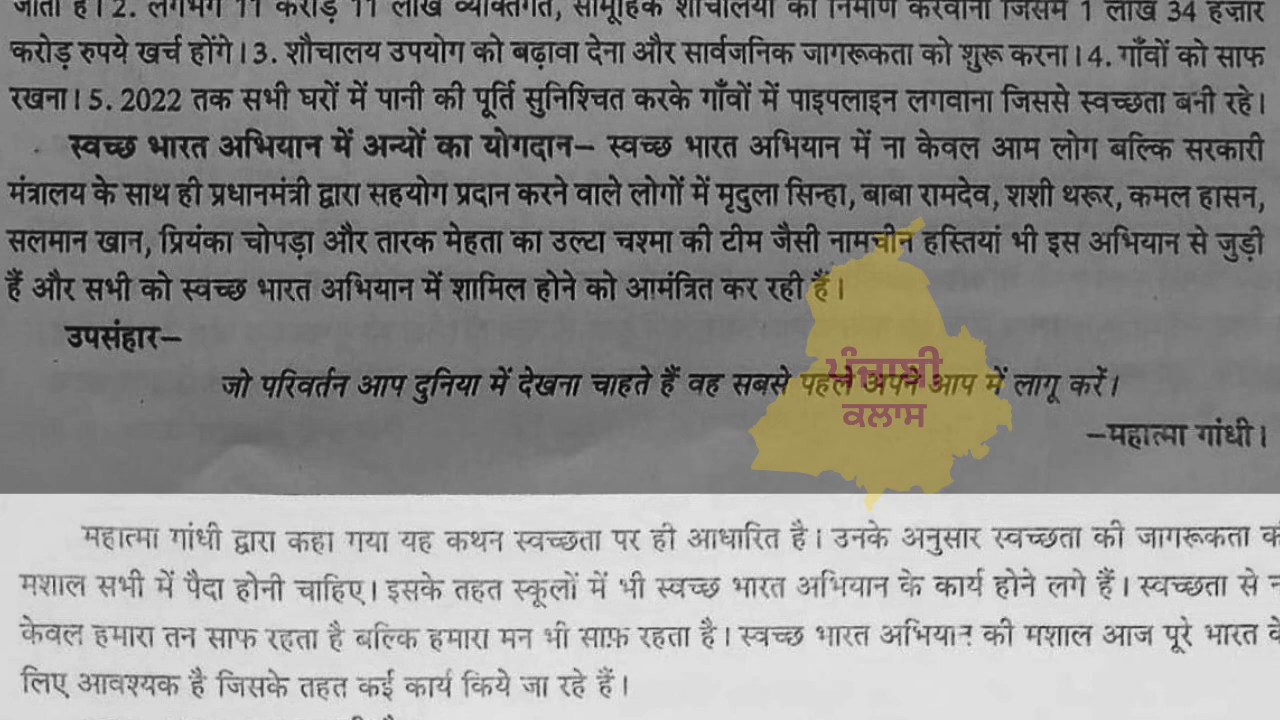 जाता है। 2. लगभग 11 करोड़ 11 लाख व्यक्तिगत, सामूहिक शौचालयों का निर्माण करवाना जिसमें 1 लाख 34 हज़ार
करोड़ रुपये खर्च होंगे। 3. शौचालय उपयोग को बढ़ावा देना और सार्वजनिक जागरूकता को शुरू करना। 4. गाँवों को साफ
रखना। 5. 2022 तक सभी घरों में पानी की पूर्ति सुनिश्चित करके गाँवों में पाइपलाइन लगवाना जिससे स्वच्छता बनी रहे।
स्वच्छ भारत अभियान में अन्यों का योगदान– स्वच्छ भारत अभियान में ना केवल आम लोग बल्कि सरकारी
मंत्रालय के साथ ही प्रधानमंत्री द्वारा सहयोग प्रदान करने वाले लोगों में मृदुला सिन्हा, बाबा रामदेव, शशी थरूर, कमल हासन,
सलमान खान, प्रियंका चोपड़ा और तारक मेहता का उल्टा चश्मा की टीम जैसी नामचीन हस्तियां भी इस अभियान से जुड़ी
हैं और सभी को स्वच्छ भारत अभियान में शामिल होने को आमंत्रित कर रही हैं।
उपसंहार–
जो परिवर्तन आप दुनिया में देखना चाहते हैं वह सबसे पहले अपने आप में लागू करें।
ਪੰਜਾਬੀ
ਕਲਾਸ
–महात्मा गांधी।
महात्मा गांधी द्वारा कहा गया यह कथन स्वच्छता पर ही आधारित है। उनके अनुसार स्वच्छता की जागरूकता
मशाल सभी में पैदा होनी चाहिए। इसके तहत स्कूलों में भी स्वच्छ भारत अभियान के कार्य होने लगे हैं। स्वच्छता से
केवल हमारा तन साफ रहता है बल्कि हमारा मन भी साफ़ रहता है। स्वच्छ भारत अभियान की मशाल आज पूरे भारत के
लिए आवश्यक है जिसके तहत कई कार्य किये जा रहे हैं।